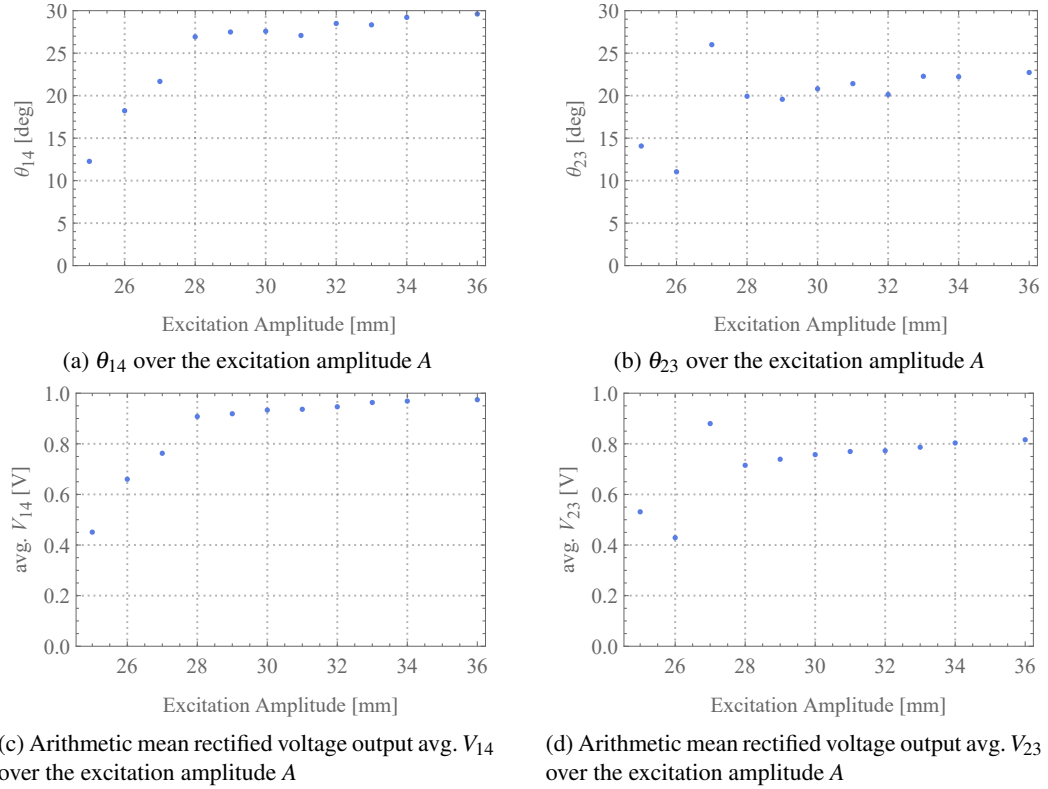 30
25
20
15
10
5
0
θ14 [deg]
26 28 30 32 34 36
Excitation Amplitude [mm]
(a) θ14 over the excitation amplitude A
30
25
20
15
10
5
0
θ23 [deg]
26 28 30 32 34 36
Excitation Amplitude [mm]
(b) θ23 over the excitation amplitude A
1.0
0.8
0.6
0.4
0.2
0.0
avg. V14 [V]
26 28 30 32 34 36
Excitation Amplitude [mm]
(c) Arithmetic mean rectified voltage output avg. V14
over the excitation amplitude A
1.0
0.8
0.6
0.4
0.2
0.0
avg. V23 [V]
26 28 30 32 34 36
Excitation Amplitude [mm]
(d) Arithmetic mean rectified voltage output avg. V23
over the excitation amplitude A